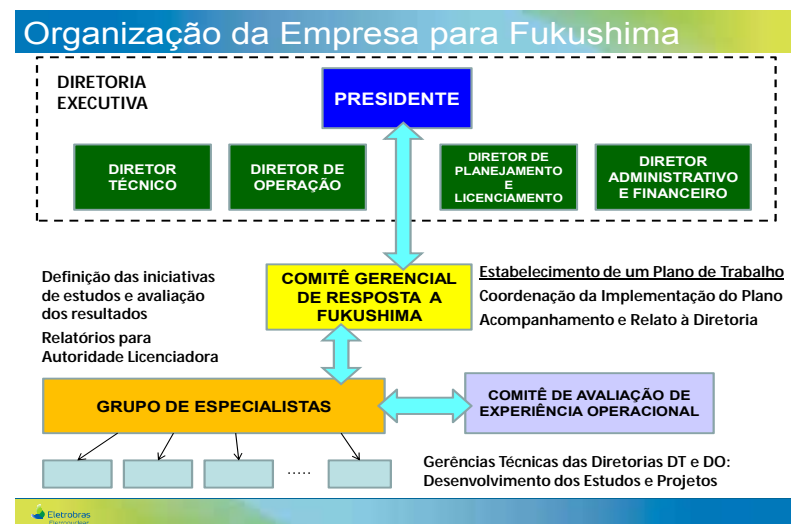 Organização da Empresa para Fukushima
DIRETORIA
EXECUTIVA
PRESIDENTE
DIRETOR
TÉCNICO
DIRETOR DE
OPERAÇÃO
DIRETOR DE
PLANEJAMENTO
E
LICENCIAMENTO
DIRETOR
ADMINISTRATIVO
E FINANCEIRO
Definição das iniciativas
de estudos e avaliação
dos resultados
Relatórios para
Autoridade Licenciadora
COMITÊ GERENCIAL
DE RESPOSTA A
FUKUSHIMA
Estabelecimento de um Plano de Trabalho
Coordenação da Implementação do Plano
Acompanhamento e Relato à Diretoria
GRUPO DE ESPECIALISTAS
COMITÊ DE AVALIAÇÃO DE
EXPERIÊNCIA OPERACIONAL
.....
Gerências Técnicas das Diretorias DT e DO:
Desenvolvimento dos Estudos e Projetos
Eletrobras
Eletronuclear